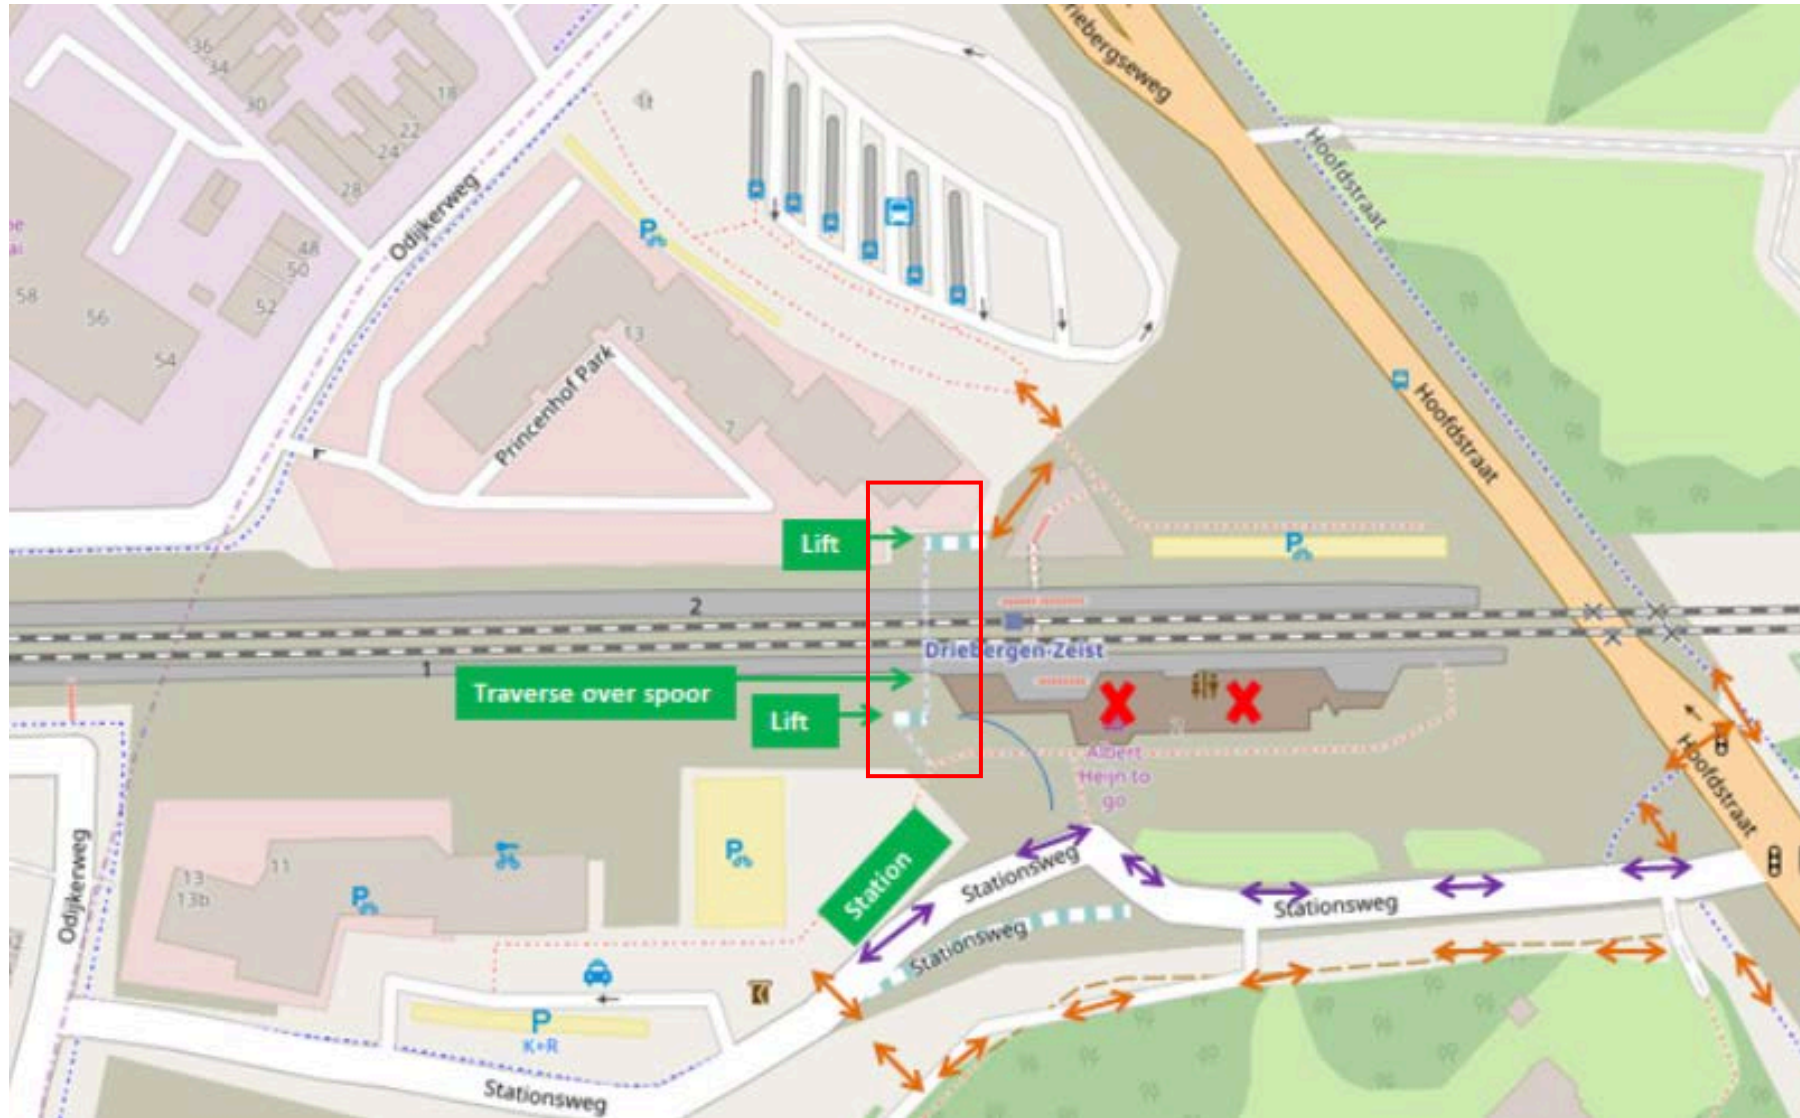 Driebergseweg
36
34
30
18
22
24
28
Odijkerweg
Hoofdstraat
48
50
52
58
56
54
P
13
Princenhof Park
7
Hoofdstraat
Hoofdstraat
Lift
P
2
Driebergen-Zeist
1
Traverse over spoor
Lift
Albert
Heijn to
go
Hoofdstraat
Odijkerweg
13
13b
11
P
P
Station
Stationsweg
Stationsweg
Stationsweg
P
K+R
Stationsweg